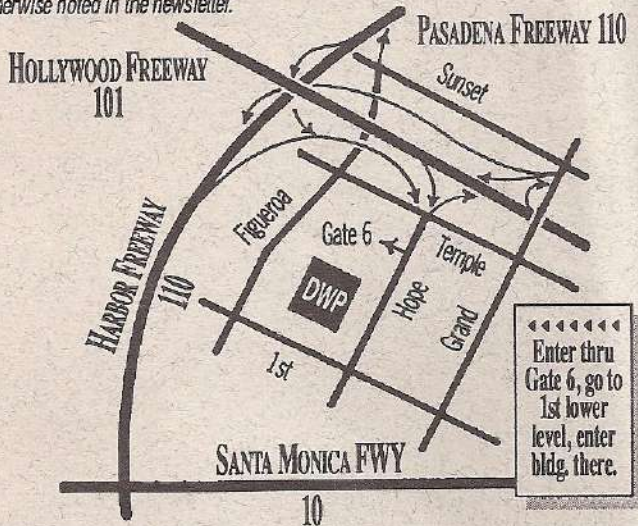 otherwise noted in the newsletter.
PASADENA FREEWAY 110
HOLLYWOOD FREEWAY
101
Sunset
Figueroa
Gate 6
Temple
HARBOR FREEWAY
110
DWP
Hope
Grand
1st
Enter thru
Gate 6, go to
1st lower
level, enter
bldg. there.
SANTA MONICA FWY
10